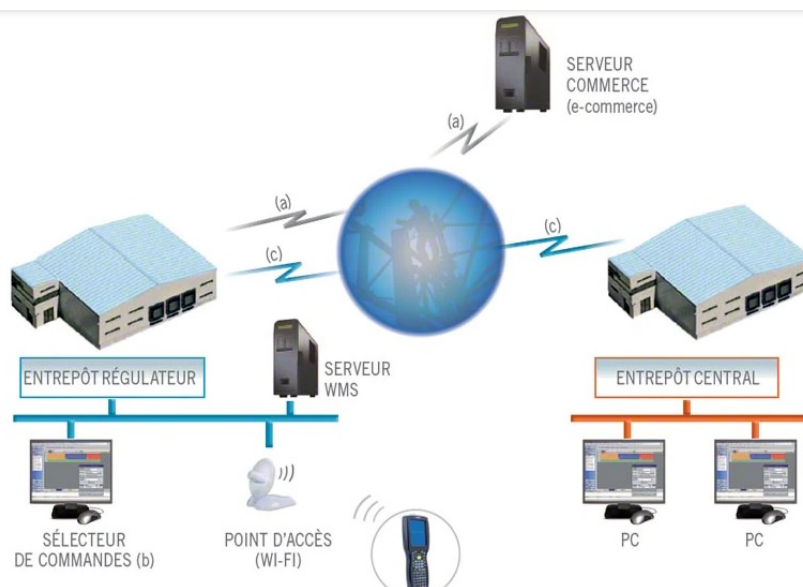 SERVEUR
COMMERCE
(e-commerce)
(a)
(a)
(c)
(c)
ENTREPÔT RÉGULATEUR
SERVEUR
WMS
ENTREPÔT CENTRAL
SÉLECTEUR
DE COMMANDES (b)
POINT D'ACCÈS
(WI-FI)
PC
PC